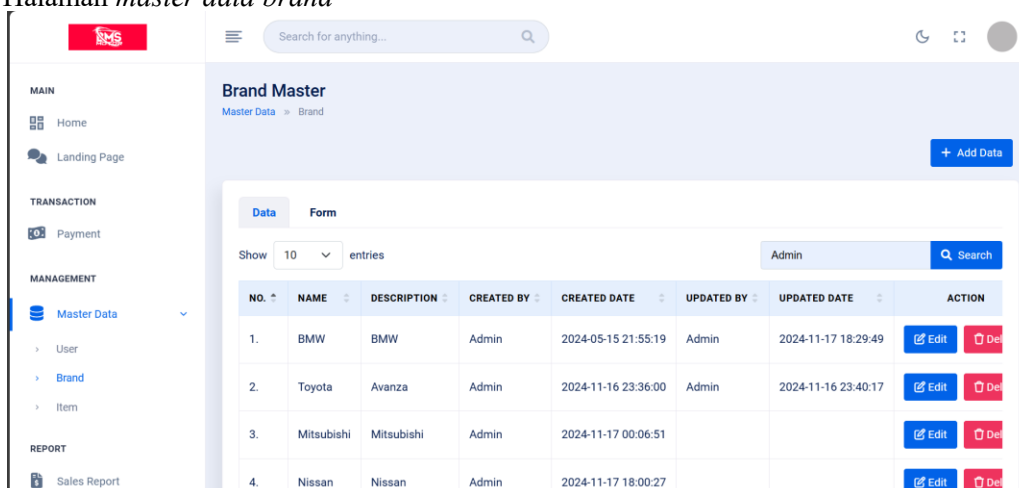 Halaman master data brand
RMS
Search for anything...
MAIN
Home
Landing Page
TRANSACTION
Payment
MANAGEMENT
Master Data
User
Brand
Item
REPORT
Sales Report
Brand Master
Master Data » Brand
+ Add Data
Data Form
Show 10 entries Admin Search
NO. NAME DESCRIPTION CREATED BY CREATED DATE UPDATED BY UPDATED DATE ACTION
1. BMW BMW Admin 2024-05-15 21:55:19 Admin 2024-11-17 18:29:49 Edit Del
2. Toyota Avanza Admin 2024-11-16 23:36:00 Admin 2024-11-16 23:40:17 Edit Del
3. Mitsubishi Mitsubishi Admin 2024-11-17 00:06:51 Edit Del
4. Nissan Nissan Admin 2024-11-17 18:00:27 Edit Del